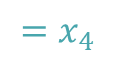 = x₄